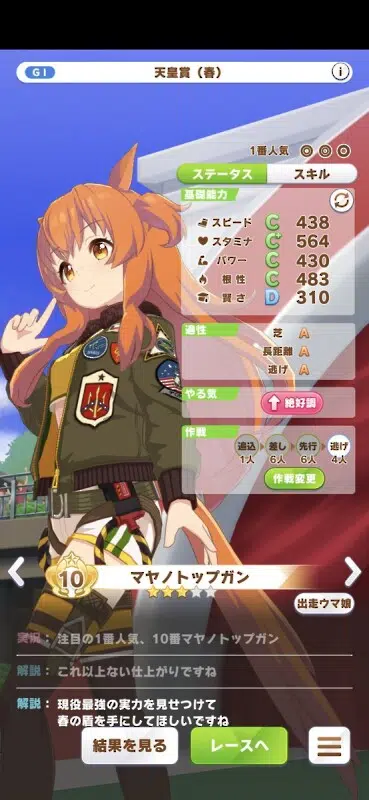 GI 天皇賞（春） i
1番人気 ◎ ◎ ◎
ステータス スキル
基礎能力
スピード C 438
スタミナ C+ 564
パワー C 430
根性 C 483
賢さ D 310
適性
芝 A
長距離 A
逃げ A
やる気 絶好調
作戦 追込 差し 先行 逃げ
1人 6人 6人 4人
作戦変更
10 マヤノトップガン
出走ウマ娘
実況： 注目の1番人気、10番マヤノトップガン
解説： これ以上ない仕上がりですね
解説： 現役最強の実力を見せつけて
春の盾を手にしてほしいですね
結果を見る レースへ